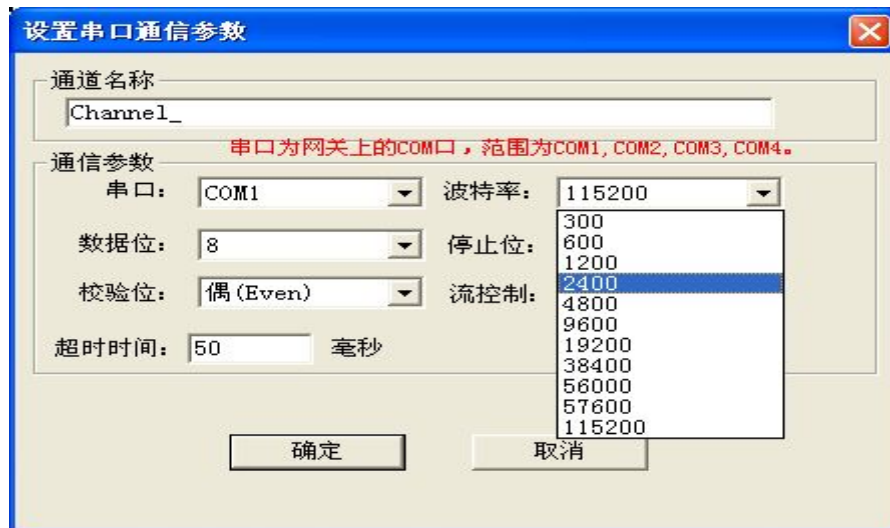 设置串口通信参数
通道名称
Channel_
串口为网关上的COM口，范围为COM1,COM2,COM3,COM4。
通信参数
串口： COM1 波特率： 115200
数据位： 8 停止位：
校验位： 偶(Even) 流控制：
超时时间： 50 毫秒
300
600
1200
2400
4800
9600
19200
38400
56000
57600
115200
确定 取消